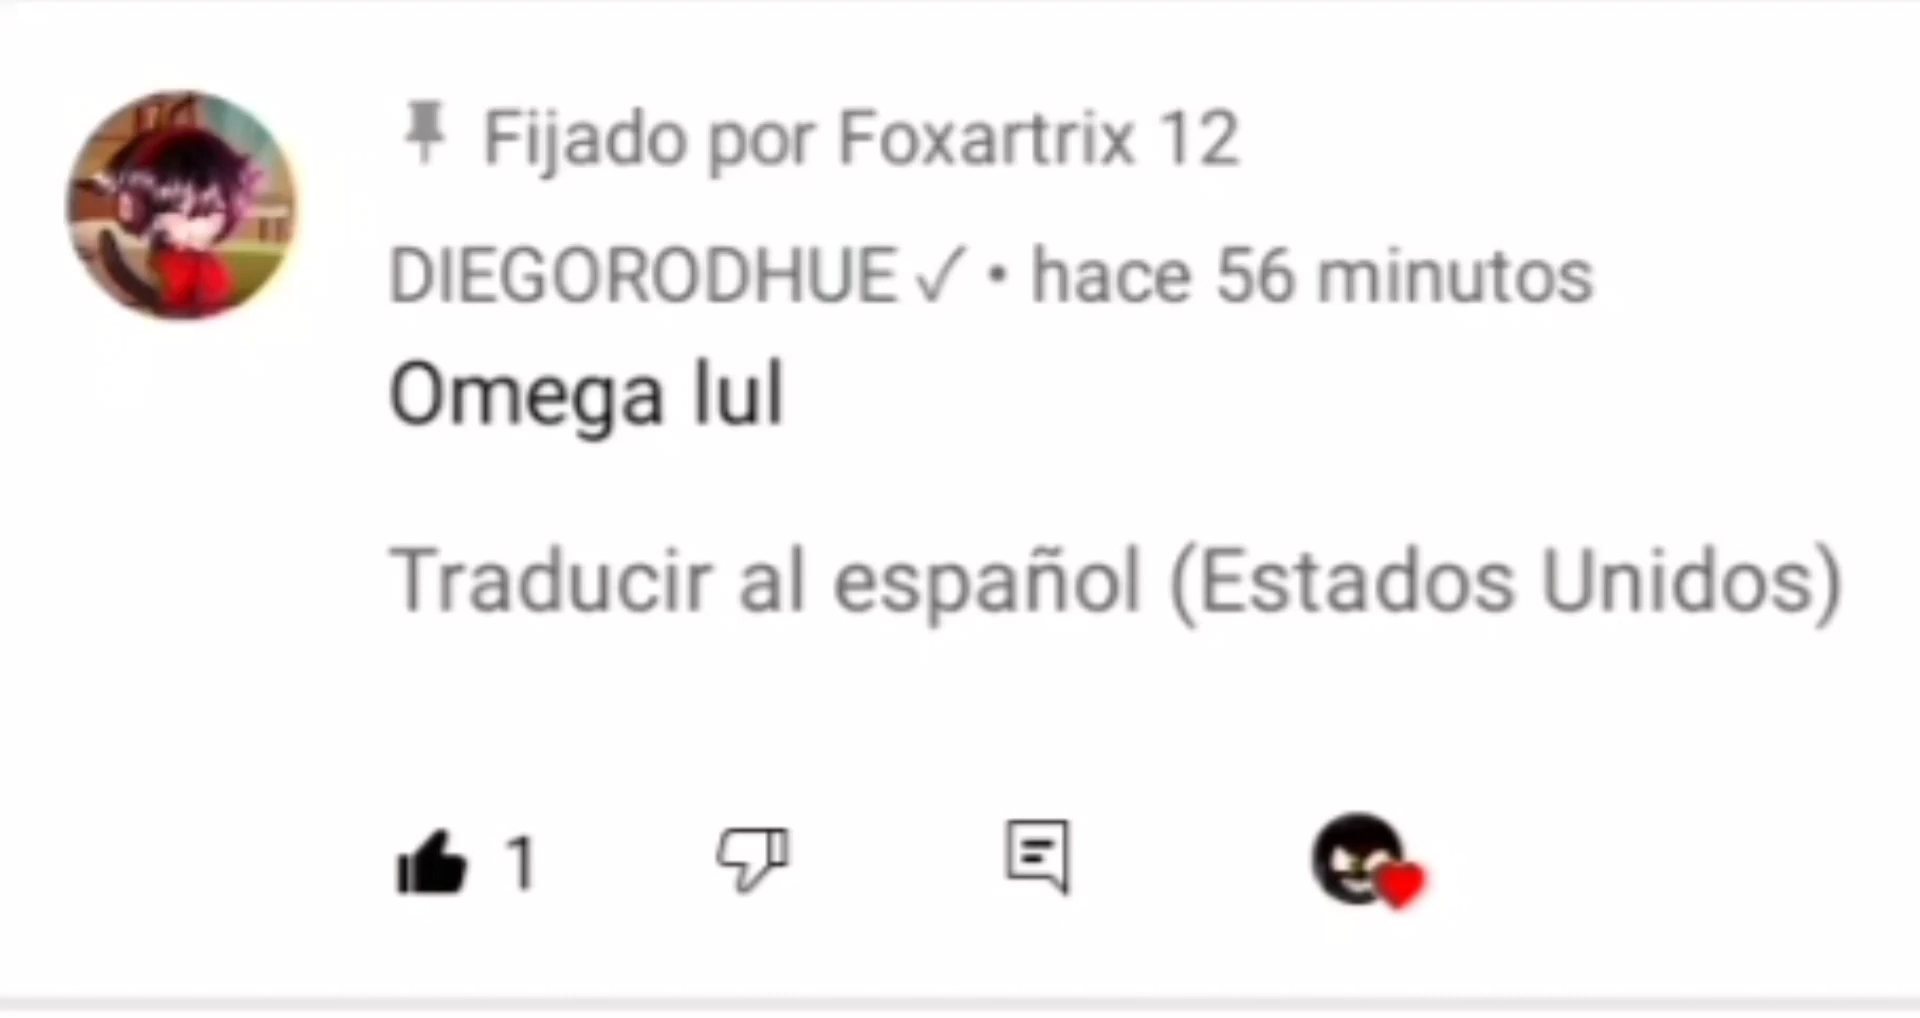 Fijado por Foxartrix 12
DIEGORODHUE ✓ • hace 56 minutos
Omega lul
Traducir al español (Estados Unidos)
1